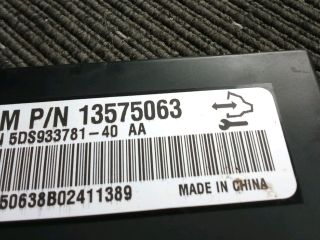 M P/N 13575063
N 5DS933781-40 AA
50638B02411389
MADE IN CHINA